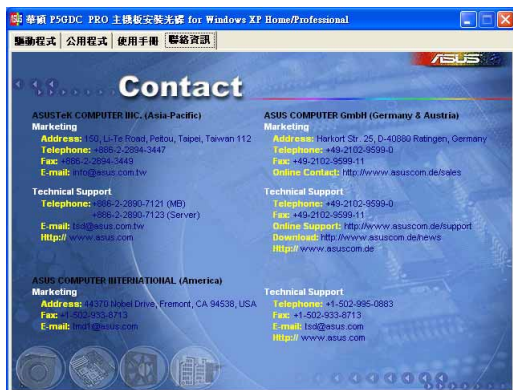 華碩 P5GDC PRO 主機板安裝光碟 for Windows XP Home/Professional
驅動程式 公用程式 使用手冊 聯絡資訊
ASUS
Contact
ASUSTeK COMPUTER INC. (Asia-Pacific)
Marketing
Address: 150, Li-Te Road, Peitou, Taipei, Taiwan 112
Telephone: +886-2-2894-3447
Fax: +886-2-2894-3449
E-mail: info@asus.com.tw
Technical Support
Telephone: +886-2-2890-7121 (MB)
+886-2-2890-7123 (Server)
E-mail: tsd@asus.com.tw
Http:// www.asus.com
ASUS COMPUTER GmbH (Germany & Austria)
Marketing
Address: Harkort Str. 25, D-40880 Ratingen, Germany
Telephone: +49-2102-9599-0
Fax: +49-2102-9599-11
Online Contact: http://www.asuscom.de/sales
Technical Support
Telephone: +49-2102-9599-0
Fax: +49-2102-9599-11
Online Support: http://www.asuscom.de/support
Download: http://www.asuscom.de/news
Http:// www.asuscom.de
ASUS COMPUTER INTERNATIONAL (America)
Marketing
Address: 44370 Nobel Drive, Fremont, CA 94538, USA
Fax: +1-502-933-8713
E-mail: tmd1@asus.com
Technical Support
Telephone: +1-502-995-0883
Fax: +1-502-933-8713
E-mail: tsd@asus.com
Http:// www.asus.com